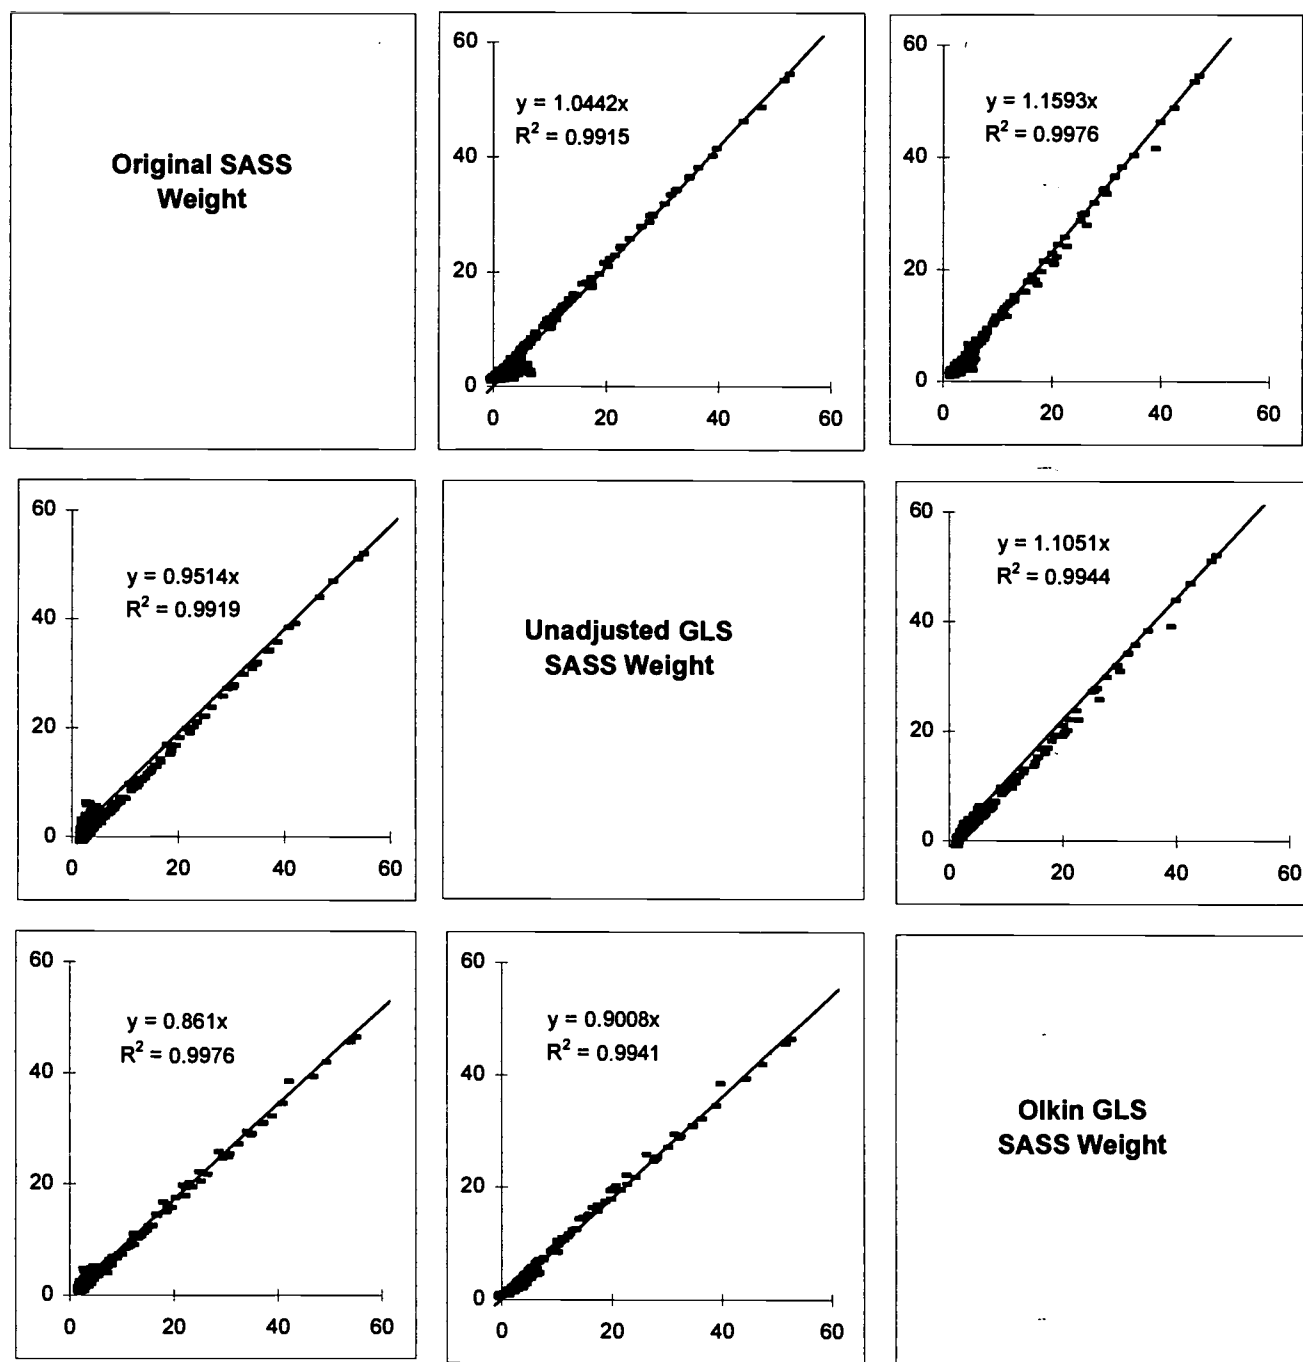 Original SASS
Weight
60
40
20
0
y = 1.0442x
R² = 0.9915
0 20 40 60
60
40
20
0
y = 1.1593x
R² = 0.9976
0 20 40 60
60
40
20
0
y = 0.9514x
R² = 0.9919
0 20 40 60
Unadjusted GLS
SASS Weight
60
40
20
0
y = 1.1051x
R² = 0.9944
0 20 40 60
60
40
20
0
y = 0.861x
R² = 0.9976
0 20 40 60
60
40
20
0
y = 0.9008x
R² = 0.9941
0 20 40 60
Olkin GLS
SASS Weight